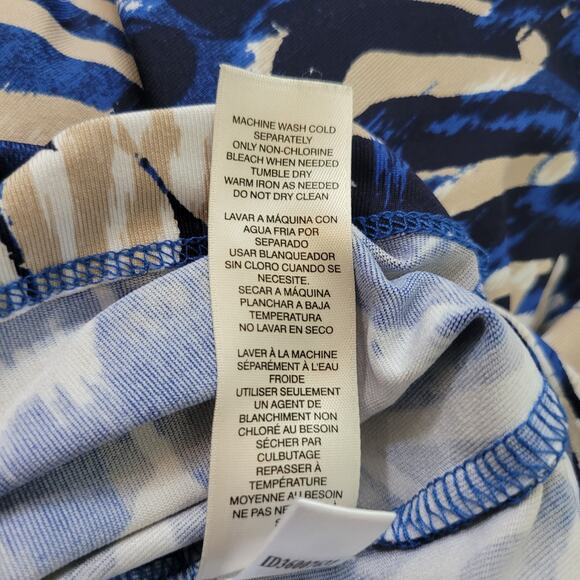 MACHINE WASH COLD
SEPARATELY
ONLY NON-CHLORINE
BLEACH WHEN NEEDED
TUMBLE DRY
WARM IRON AS NEEDED
DO NOT DRY CLEAN
LAVAR A MÁQUINA CON
AGUA FRIA POR
SEPARADO
USAR BLANQUEADOR
SIN CLORO CUANDO SE
NECESITE.
SECAR A MÁQUINA
PLANCHAR A BAJA
TEMPERATURA
NO LAVAR EN SECO
LAVER À LA MACHINE
SÉPARÉMENT À L'EAU
FROIDE
UTILISER SEULEMENT
UN AGENT DE
BLANCHIMENT NON
CHLORÉ AU BESOIN
SÉCHER PAR
CULBUTAGE
REPASSER À
TEMPÉRATURE
MOYENNE AU BESOIN
NE PAS